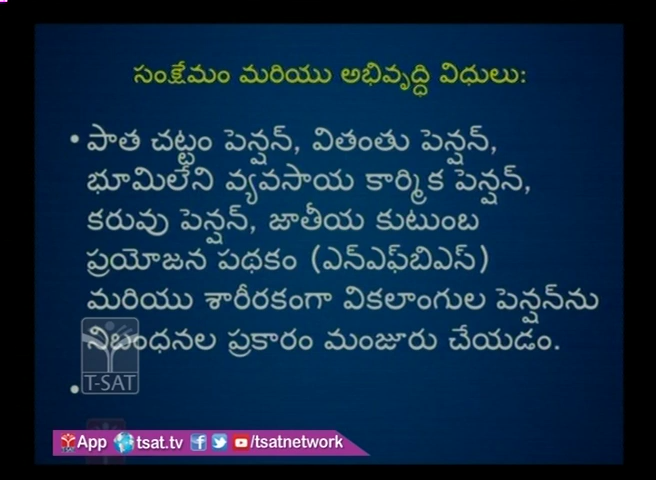 సంక్షేమం మరియు అభివృద్ధి విధులు:
• పాత చట్టం పెన్షన్, వితంతు పెన్షన్,
భూమిలేని వ్యవసాయ కార్మిక పెన్షన్,
కరువు పెన్షన్, జాతీయ కుటుంబ
ప్రయోజన పథకం (ఎన్ఎఫ్‌బిఎస్)
మరియు శారీరకంగా వికలాంగుల పెన్షన్‌ను
నిబంధనల ప్రకారం మంజూరు చేయడం.
T-SAT
•
App tsat.tv /tsatnetwork